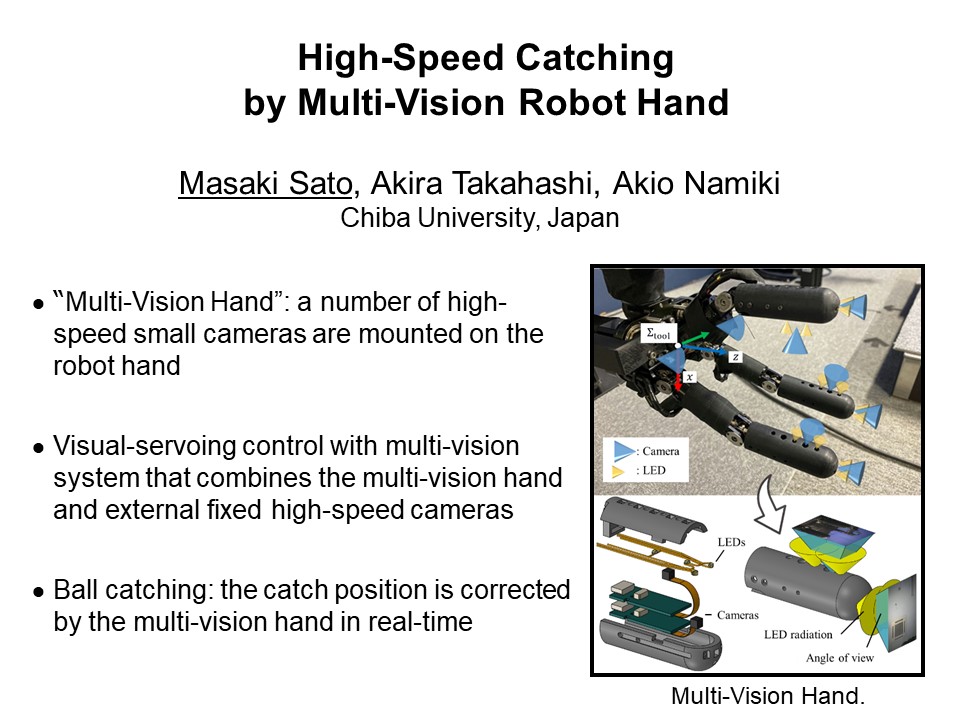 High-Speed Catching
by Multi-Vision Robot Hand
Masaki Sato, Akira Takahashi, Akio Namiki
Chiba University, Japan
● ‶Multi-Vision Hand”: a number of high-
speed small cameras are mounted on the
robot hand
● Visual-servoing control with multi-vision
system that combines the multi-vision hand
and external fixed high-speed cameras
● Ball catching: the catch position is corrected
by the multi-vision hand in real-time
Σtool
z
x
: Camera
: LED
LEDs
Cameras
LED radiation
Angle of view
Multi-Vision Hand.